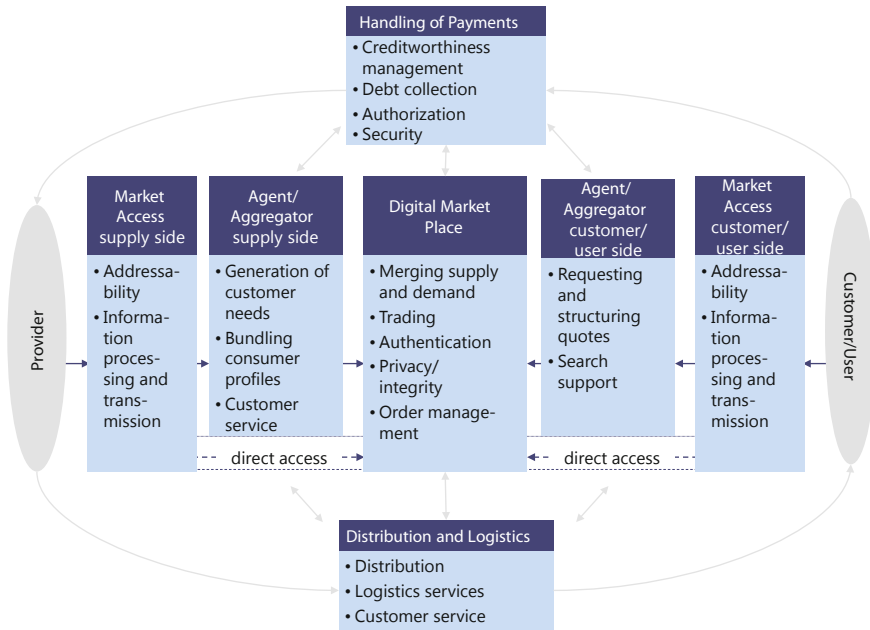 Handling of Payments
• Creditworthiness
management
• Debt collection
• Authorization
• Security
Provider
Market
Access
supply side
• Addressa-
bility
• Informa-
tion
proces-
sing and
trans-
mission
Agent/
Aggregator
supply side
• Generation of
customer
needs
• Bundling
consumer
profiles
• Customer
service
Digital Market
Place
• Merging supply
and demand
• Trading
• Authentication
• Privacy/
integrity
• Order manage-
ment
Agent/
Aggregator
customer/
user side
• Requesting
and
structuring
quotes
• Search
support
Market
Access
customer/
user side
• Addressa-
bility
• Informa-
tion
proces-
sing and
trans-
mission
Customer/User
direct access
direct access
Distribution and Logistics
• Distribution
• Logistics services
• Customer service